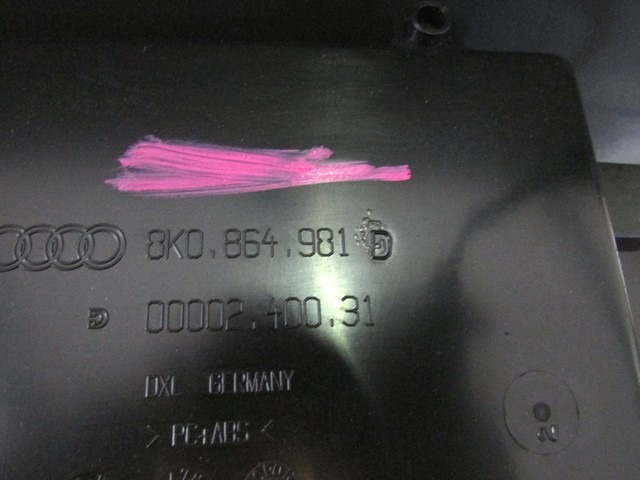 8K0.864.981 D
D 00002.400.31
DXL GERMANY
> PC+ABS <